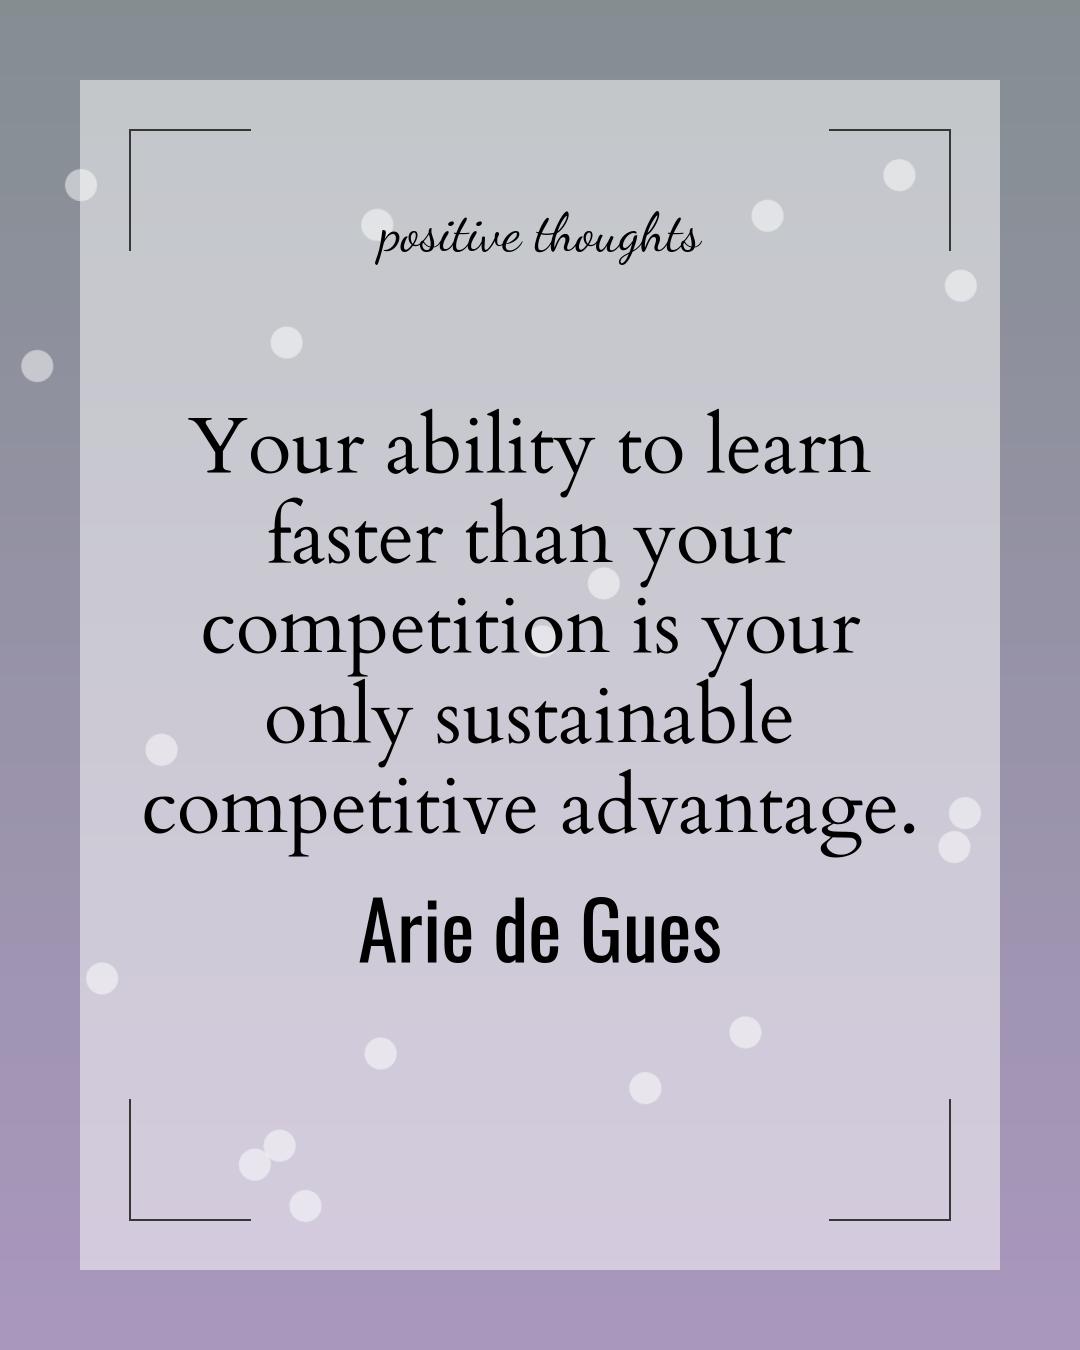 positive thoughts
Your ability to learn
faster than your
competition is your
only sustainable
competitive advantage.
Arie de Gues